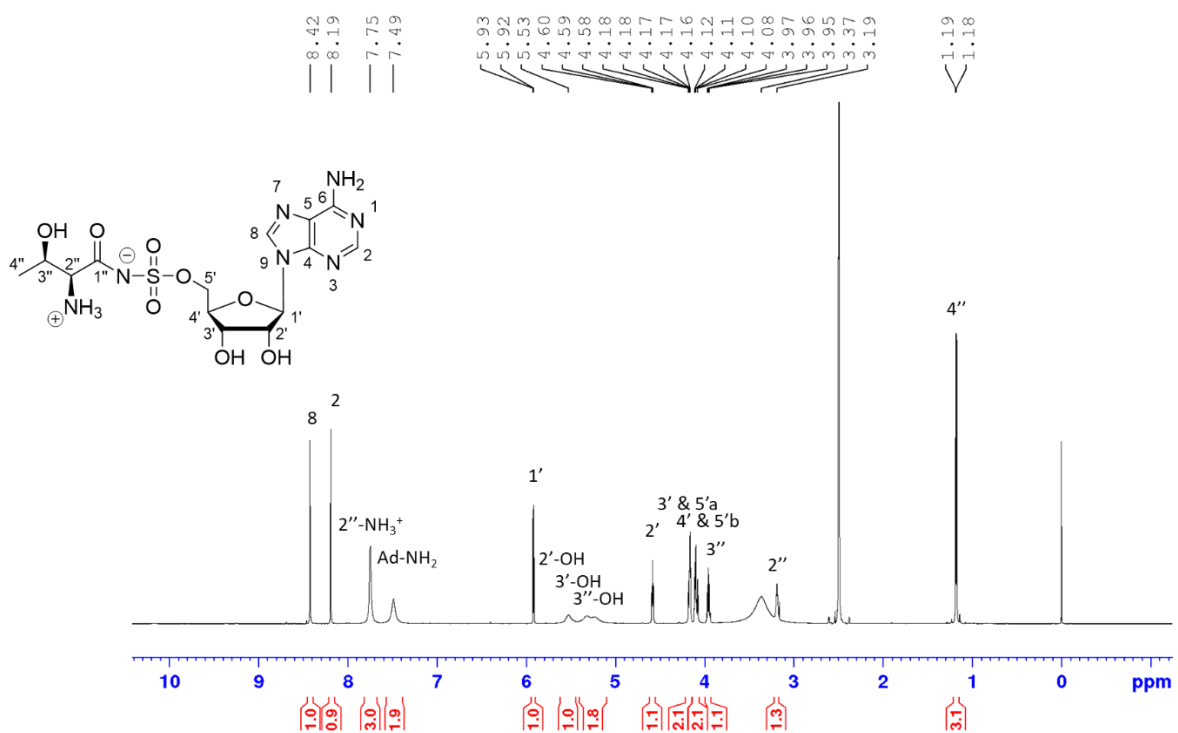 8.42
8.19
7.75
7.49
5.93
5.92
5.53
4.60
4.59
4.58
4.18
4.18
4.17
4.17
4.16
4.12
4.11
4.10
4.08
3.97
3.96
3.95
3.37
3.19
1.19
1.18
NH2
7
6
5
N
N
1
8
2
N
N
9
4
3
OH
O
⊖
O
4''
3''
2''
1''
N
S
O
5'
O
NH3
⊕
O
4'
1'
3'
2'
OH
OH
8
2
2''-NH3+
Ad-NH2
1'
2'-OH
3'-OH
3''-OH
2'
3' & 5'a
4' & 5'b
3''
2''
4''
10 9 8 7 6 5 4 3 2 1 0 ppm
1.0
0.9
3.0
1.9
1.0
1.0
1.8
1.1
2.1
2.1
1.1
1.3
3.1